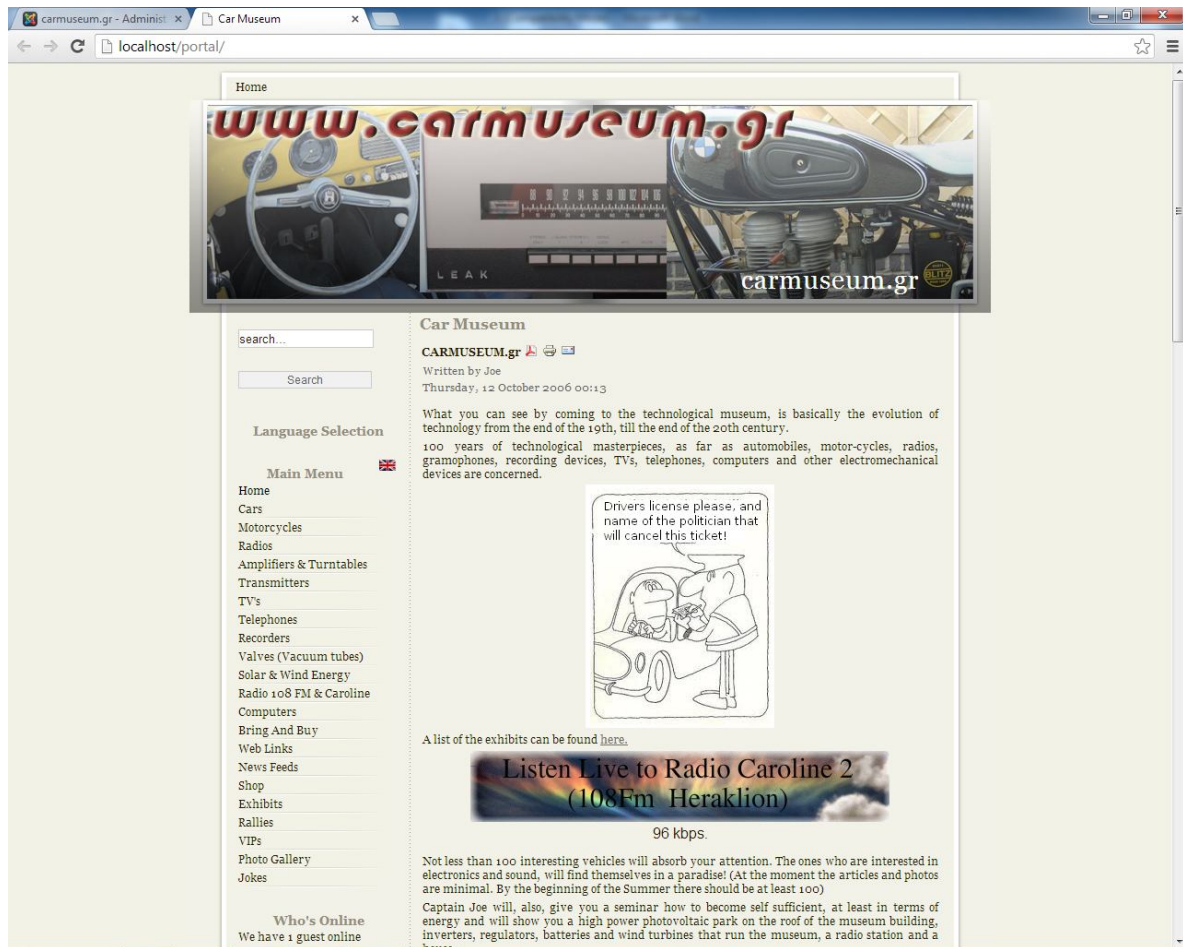 carmuseum.gr - Administ
Car Museum
localhost/portal/
Home
www.carmuseum.gr
88 90 92 94 96 98 100 102 104 106
LEAK
BLITZ
carmuseum.gr
search...
Search
Language Selection
Main Menu
Home
Cars
Motorcycles
Radios
Amplifiers & Turntables
Transmitters
TV's
Telephones
Recorders
Valves (Vacuum tubes)
Solar & Wind Energy
Radio 108 FM & Caroline
Computers
Bring And Buy
Web Links
News Feeds
Shop
Exhibits
Rallies
VIPs
Photo Gallery
Jokes
Who's Online
We have 1 guest online
Car Museum
CARMUSEUM.gr
Written by Joe
Thursday, 12 October 2006 00:13
What you can see by coming to the technological museum, is basically the evolution of
technology from the end of the 19th, till the end of the 20th century.
100 years of technological masterpieces, as far as automobiles, motor-cycles, radios,
gramophones, recording devices, TVs, telephones, computers and other electromechanical
devices are concerned.
Drivers license please, and
name of the politician that
will cancel this ticket!
A list of the exhibits can be found here.
Listen Live to Radio Caroline 2
(108Fm Heraklion)
96 kbps.
Not less than 100 interesting vehicles will absorb your attention. The ones who are interested in
electronics and sound, will find themselves in a paradise! (At the moment the articles and photos
are minimal. By the beginning of the Summer there should be at least 100)
Captain Joe will, also, give you a seminar how to become self sufficient, at least in terms of
energy and will show you a high power photovoltaic park on the roof of the museum building,
inverters, regulators, batteries and wind turbines that run the museum, a radio station and a